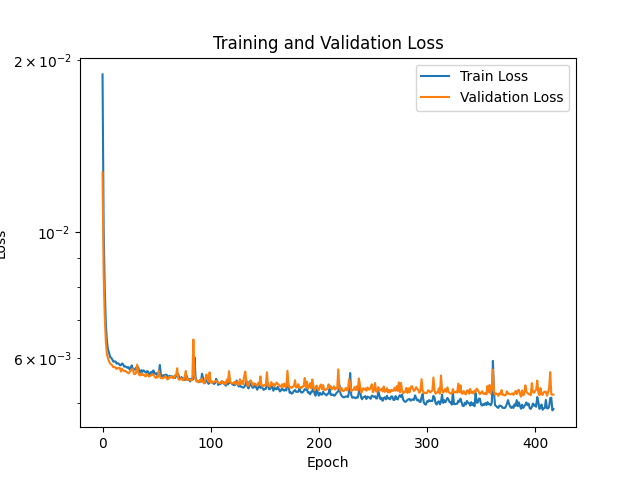 Training and Validation Loss
Train Loss
Validation Loss
2 × 10⁻²
10⁻²
6 × 10⁻³
Loss
0
100
200
300
400
Epoch